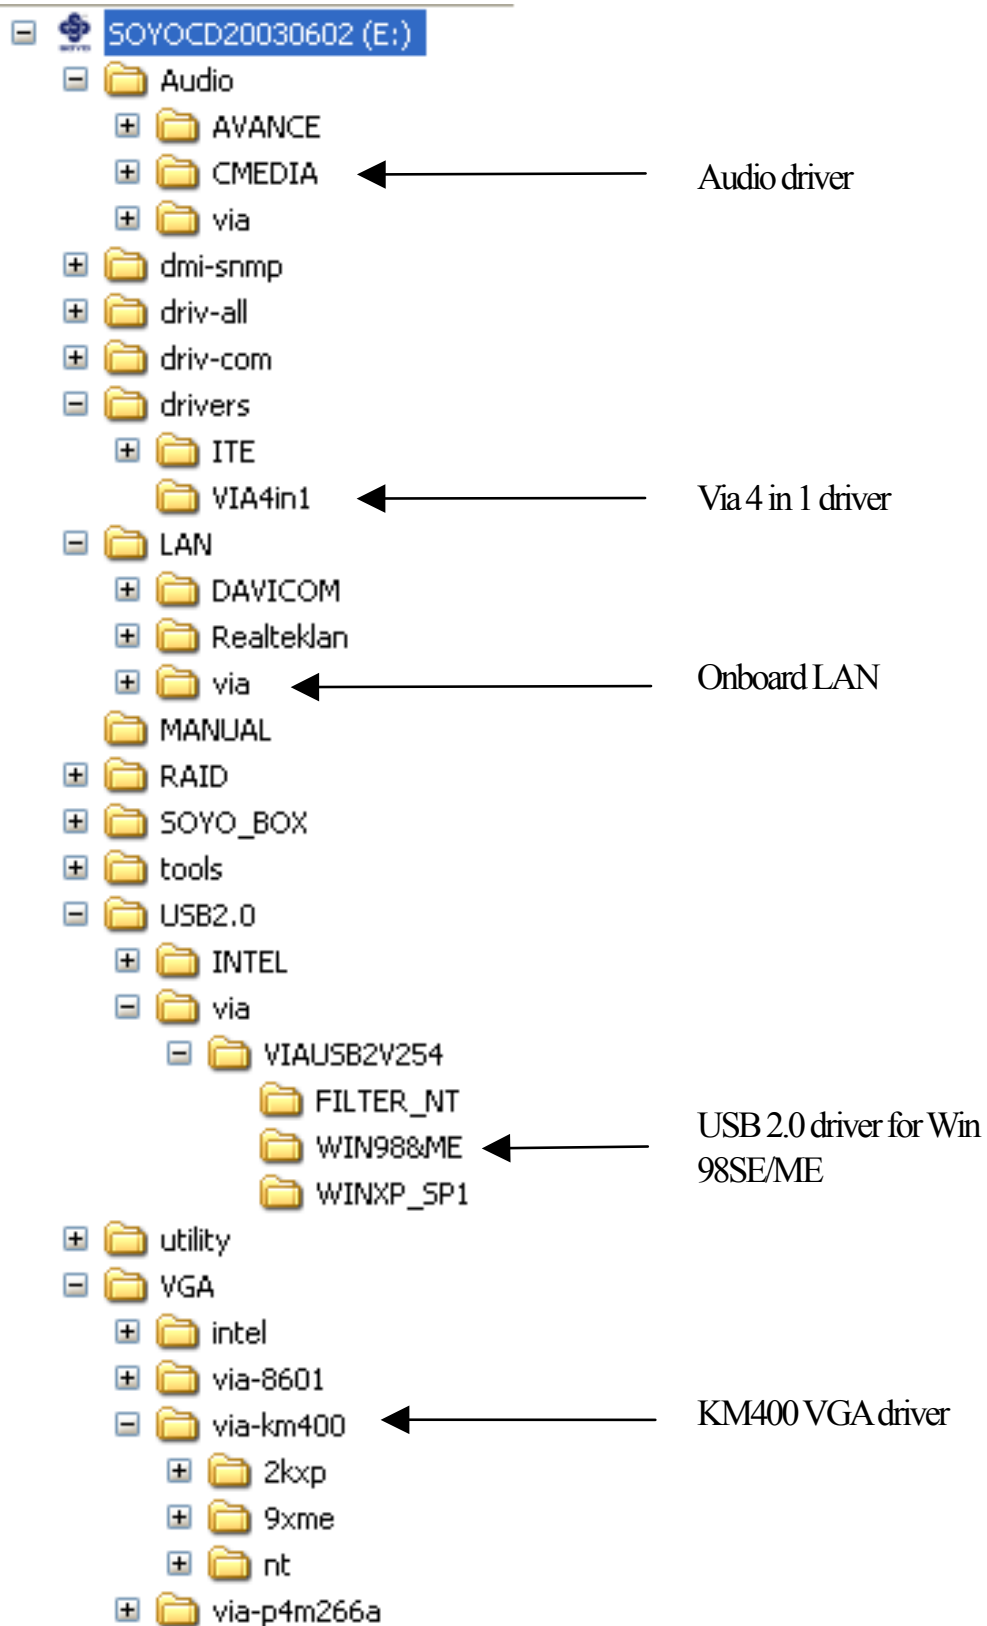 SOYOCD20030602 (E:)
Audio
AVANCE
CMEDIA
Audio driver
via
dmi-snmp
driv-all
driv-com
drivers
ITE
VIA4in1
Via 4 in 1 driver
LAN
DAVICOM
Realteklan
via
Onboard LAN
MANUAL
RAID
SOYO_BOX
tools
USB2.0
INTEL
via
VIAUSB2V254
FILTER_NT
WIN98&ME
USB 2.0 driver for Win
98SE/ME
WINXP_SP1
utility
VGA
intel
via-8601
via-km400
KM400 VGA driver
2kxp
9xme
nt
via-p4m266a